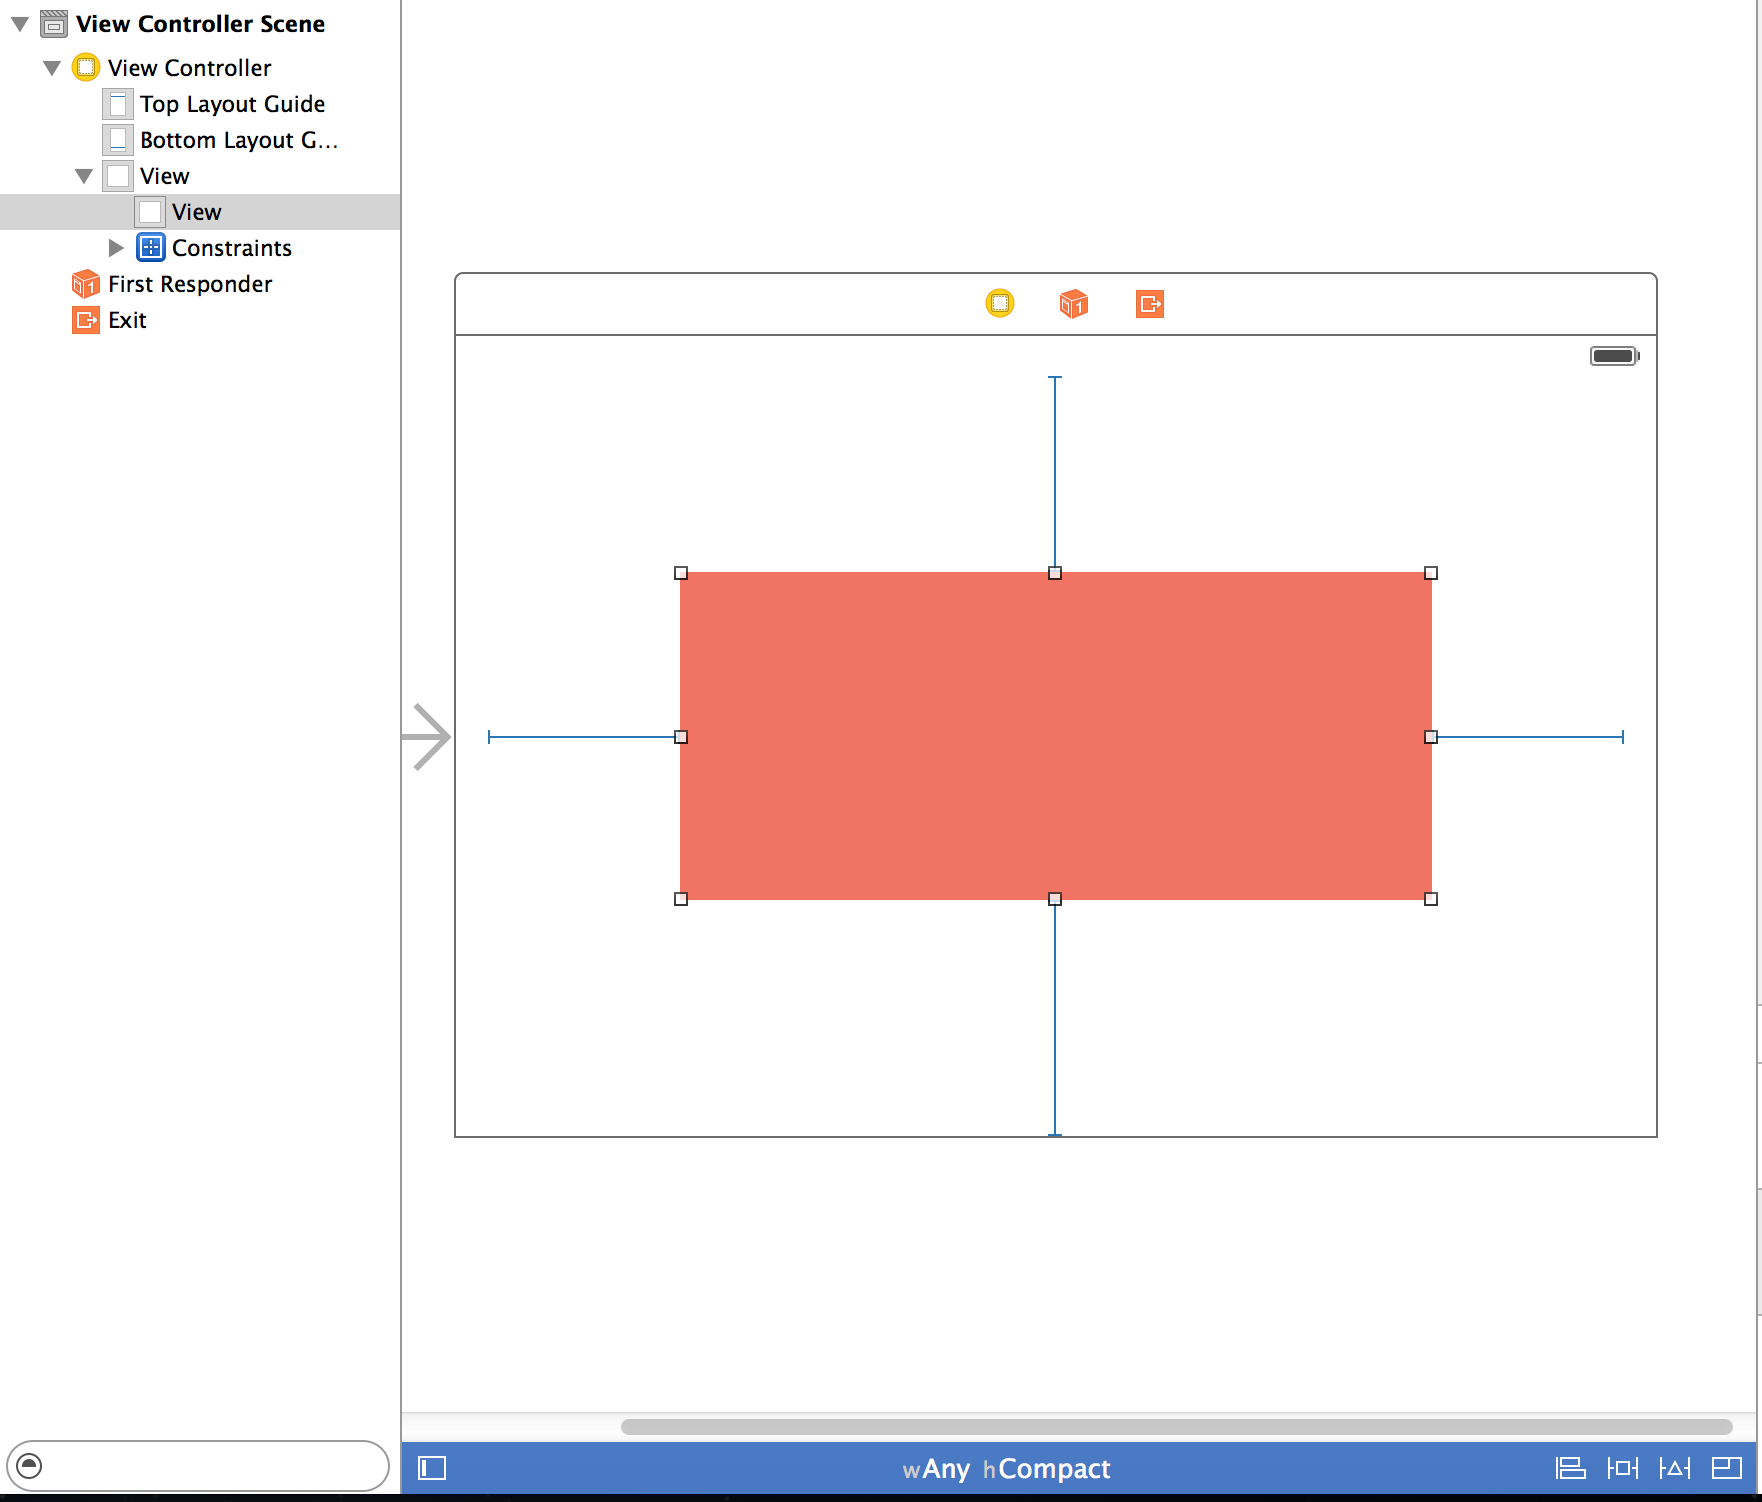 View Controller Scene
View Controller
Top Layout Guide
Bottom Layout G...
View
View
Constraints
First Responder
Exit
wAny hCompact